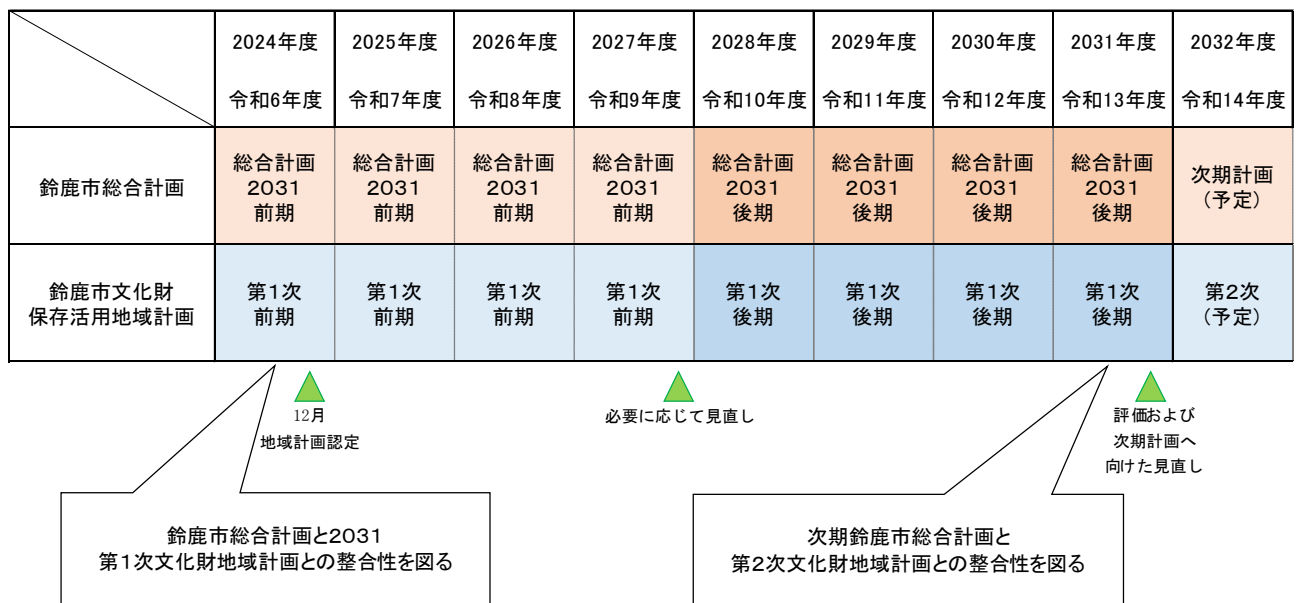 2024年度 2025年度 2026年度 2027年度 2028年度 2029年度 2030年度 2031年度 2032年度
令和6年度 令和7年度 令和8年度 令和9年度 令和10年度 令和11年度 令和12年度 令和13年度 令和14年度
鈴鹿市総合計画
総合計画
2031
前期
総合計画
2031
前期
総合計画
2031
前期
総合計画
2031
前期
総合計画
2031
後期
総合計画
2031
後期
総合計画
2031
後期
総合計画
2031
後期
次期計画
(予定)
鈴鹿市文化財
保存活用地域計画
第1次
前期
第1次
前期
第1次
前期
第1次
前期
第1次
後期
第1次
後期
第1次
後期
第1次
後期
第2次
(予定)
12月
地域計画認定
必要に応じて見直し
評価および
次期計画へ
向けた見直し
鈴鹿市総合計画と2031
第1次文化財地域計画との整合性を図る
次期鈴鹿市総合計画と
第2次文化財地域計画との整合性を図る